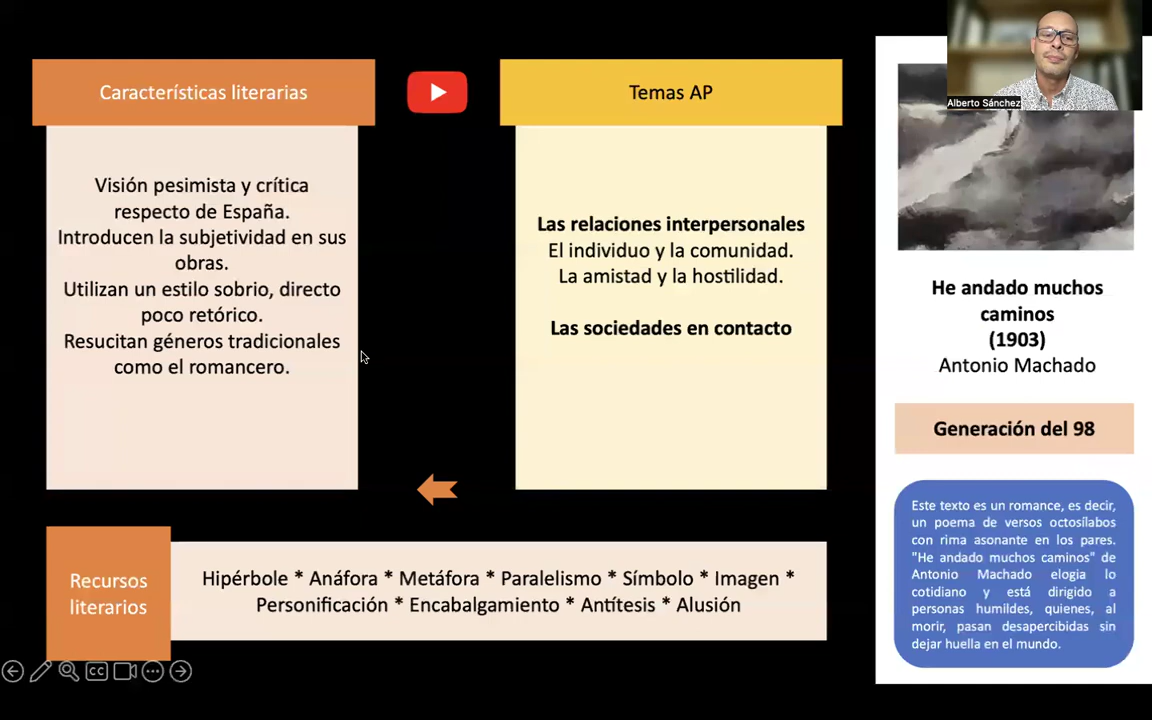 Características literarias
Visión pesimista y crítica
respecto de España.
Introducen la subjetividad en sus
obras.
Utilizan un estilo sobrio, directo
poco retórico.
Resucitan géneros tradicionales
como el romancero.
Temas AP
Las relaciones interpersonales
El individuo y la comunidad.
La amistad y la hostilidad.
Las sociedades en contacto
Recursos
literarios
Hipérbole * Anáfora * Metáfora * Paralelismo * Símbolo * Imagen *
Personificación * Encabalgamiento * Antítesis * Alusión
CC
Alberto Sánchez
He andado muchos
caminos
(1903)
Antonio Machado
Generación del 98
Este texto es un romance, es decir,
un poema de versos octosílabos
con rima asonante en los pares.
"He andado muchos caminos" de
Antonio Machado elogia lo
cotidiano y está dirigido a
personas humildes, quienes, al
morir, pasan desapercibidas sin
dejar huella en el mundo.